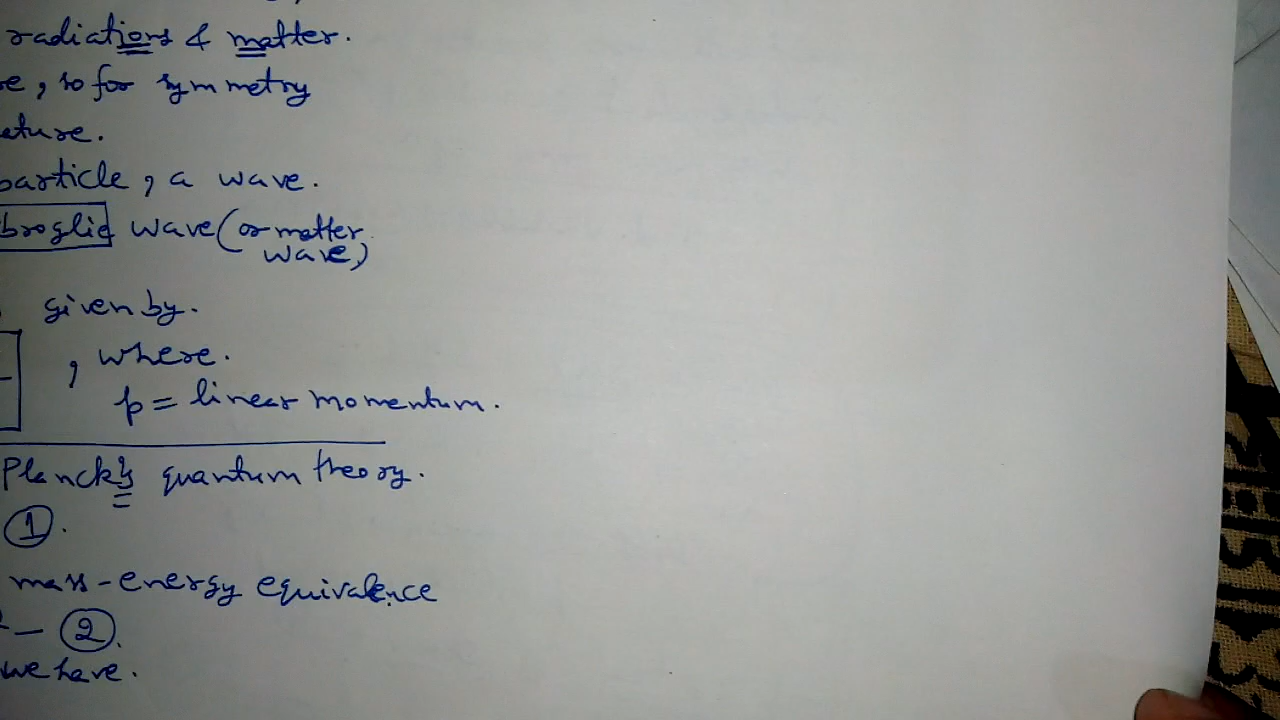 radiations & matter.
, so for symmetry
particle, a wave.
broglie wave (or matter
wave)
given by.
, where.
p = linear momentum.
Planck's quantum theory.
①.
mass-energy equivalence
— ②.
we have.